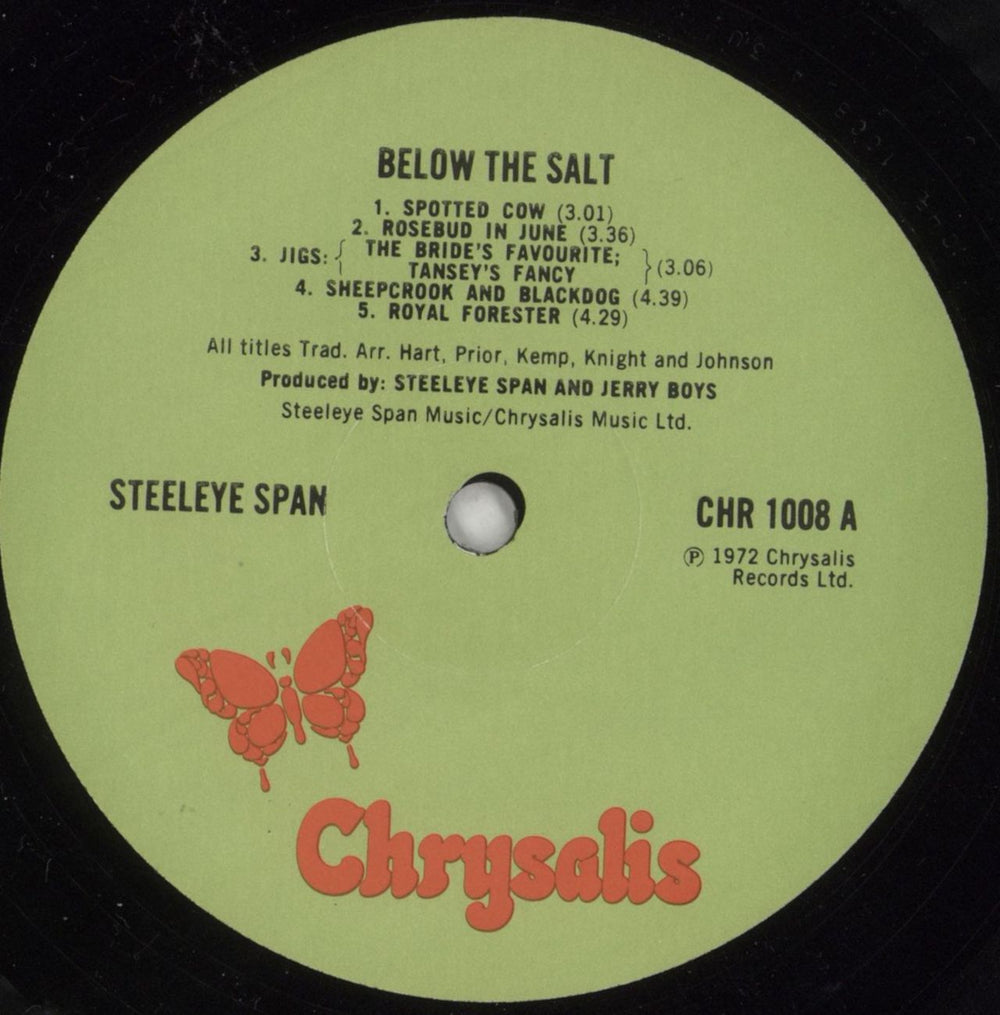 BELOW THE SALT
1. SPOTTED COW (3.01)
2. ROSEBUD IN JUNE (3.36)
3. JIGS: { THE BRIDE'S FAVOURITE;
TANSEY'S FANCY } (3.06)
4. SHEEPCROOK AND BLACKDOG (4.39)
5. ROYAL FORESTER (4.29)
All titles Trad. Arr. Hart, Prior, Kemp, Knight and Johnson
Produced by: STEELEYE SPAN AND JERRY BOYS
Steeleye Span Music/Chrysalis Music Ltd.
STEELEYE SPAN
CHR 1008 A
℗ 1972 Chrysalis
Records Ltd.
Chrysalis